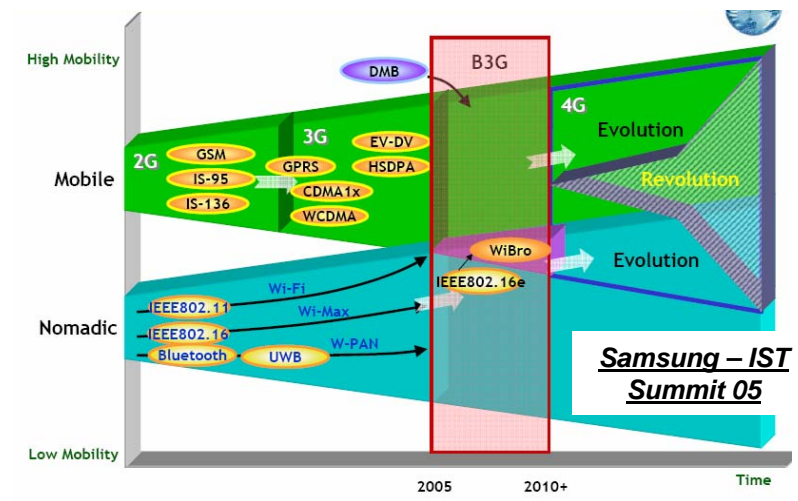 High Mobility
B3G
DMB
4G
3G
2G
EV-DV
Evolution
GSM
GPRS
HSDPA
Mobile
IS-95
Revolution
CDMA1x
IS-136
WCDMA
WiBro
Evolution
Wi-Fi
IEEE802.16e
IEEE802.11
Wi-Max
Nomadic
IEEE802.16
W-PAN
Bluetooth
UWB
Samsung – IST
Summit 05
Low Mobility
Time
2005
2010+